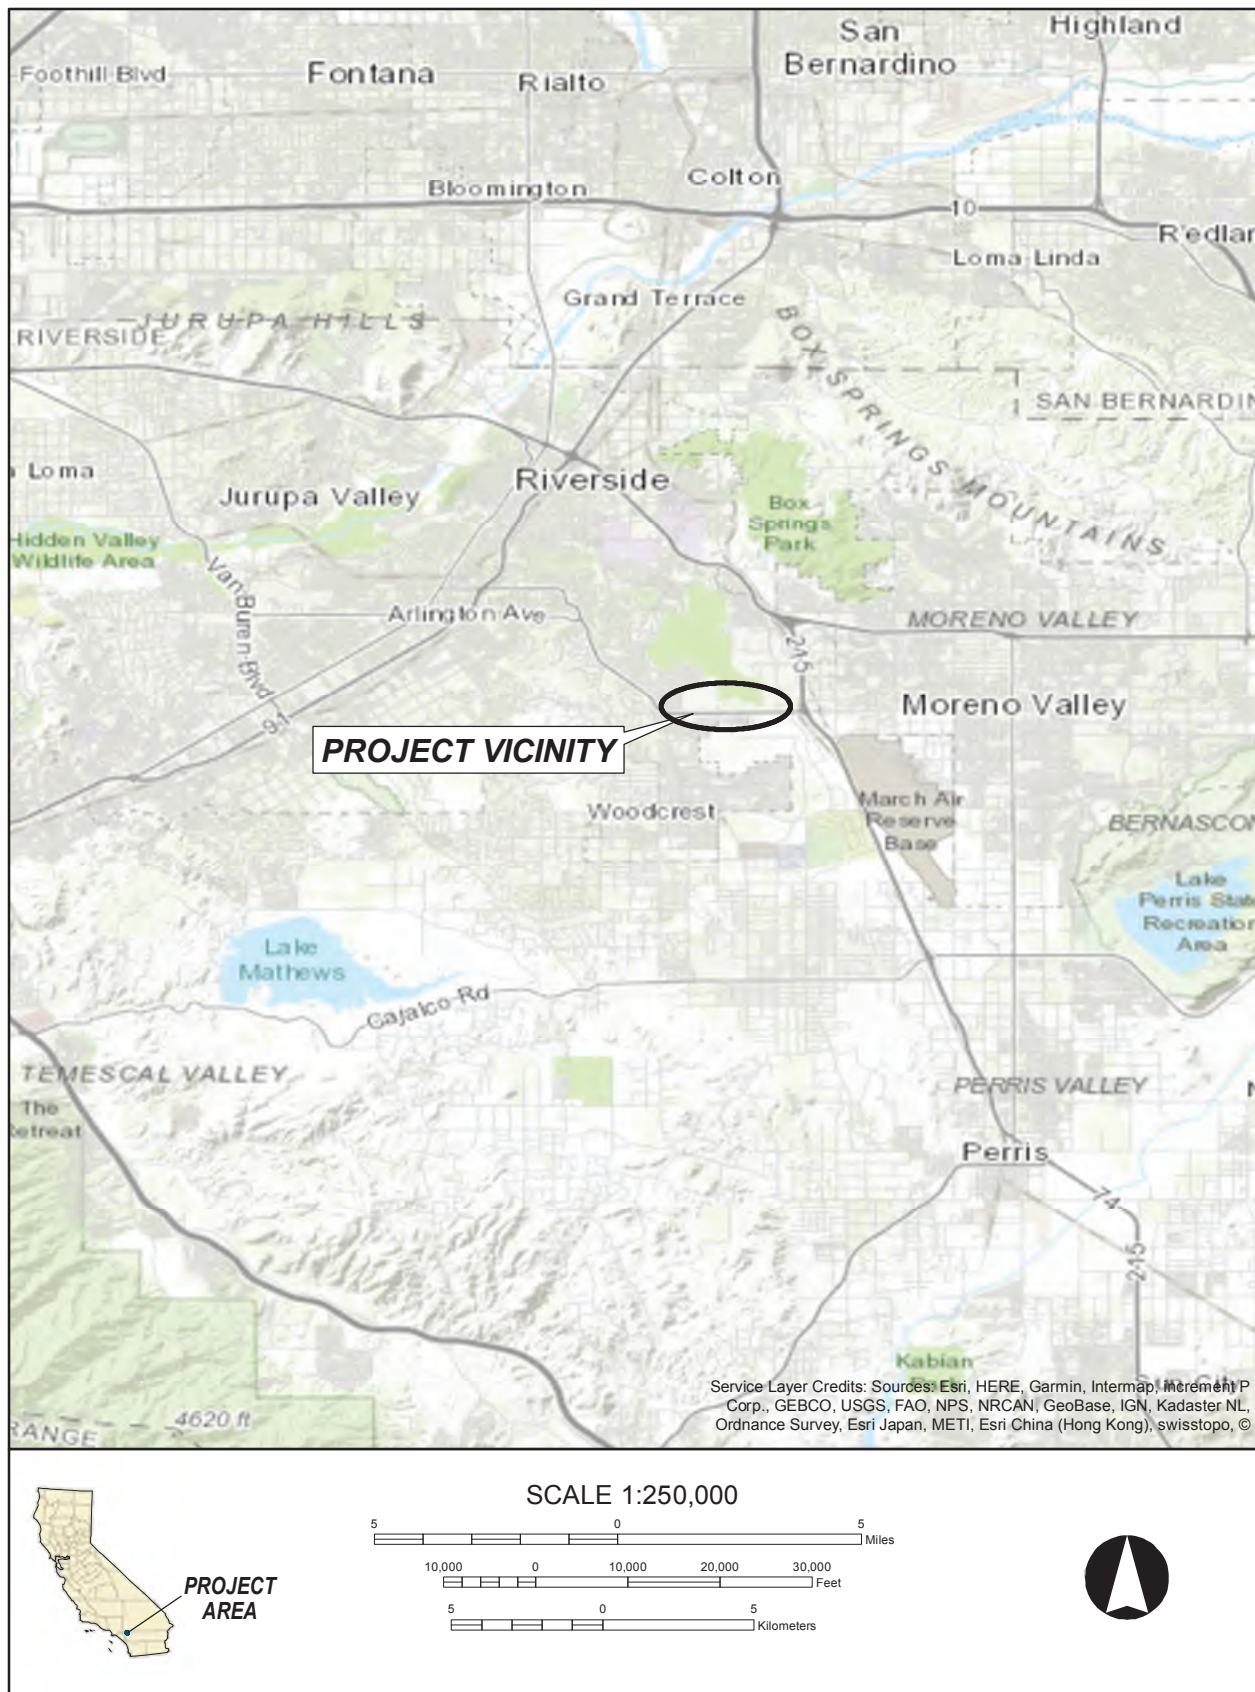 San
Bernardino
Highland
Foothill Blvd
Fontana
Rialto
Bloomington
Colton
10
Redlan
Loma Linda
Grand Terrace
JURUPA HILLS
RIVERSIDE
BOX SPRINGS MOUNTAINS
SAN BERNARDIN
Loma
Riverside
Jurupa Valley
Box
Springs
Park
Hidden Valley
Wildlife Area
Van Buren Blvd
Arlington Ave
MORENO VALLEY
215
Moreno Valley
91
PROJECT VICINITY
Woodcrest
March Air
Reserve
Base
BERNASCON
Lake
Perris State
Recreation
Area
Lake
Mathews
Cajalco Rd
TEMESCAL VALLEY
PERRIS VALLEY
The
Retreat
Perris
74
215
Kabian
Park
Sun City
4620 ft
RANGE
Service Layer Credits: Sources: Esri, HERE, Garmin, Intermap, increment P
Corp., GEBCO, USGS, FAO, NPS, NRCAN, GeoBase, IGN, Kadaster NL,
Ordnance Survey, Esri Japan, METI, Esri China (Hong Kong), swisstopo, ©
SCALE 1:250,000
5 0 5
Miles
10,000 0 10,000 20,000 30,000
Feet
5 0 5
Kilometers
PROJECT
AREA